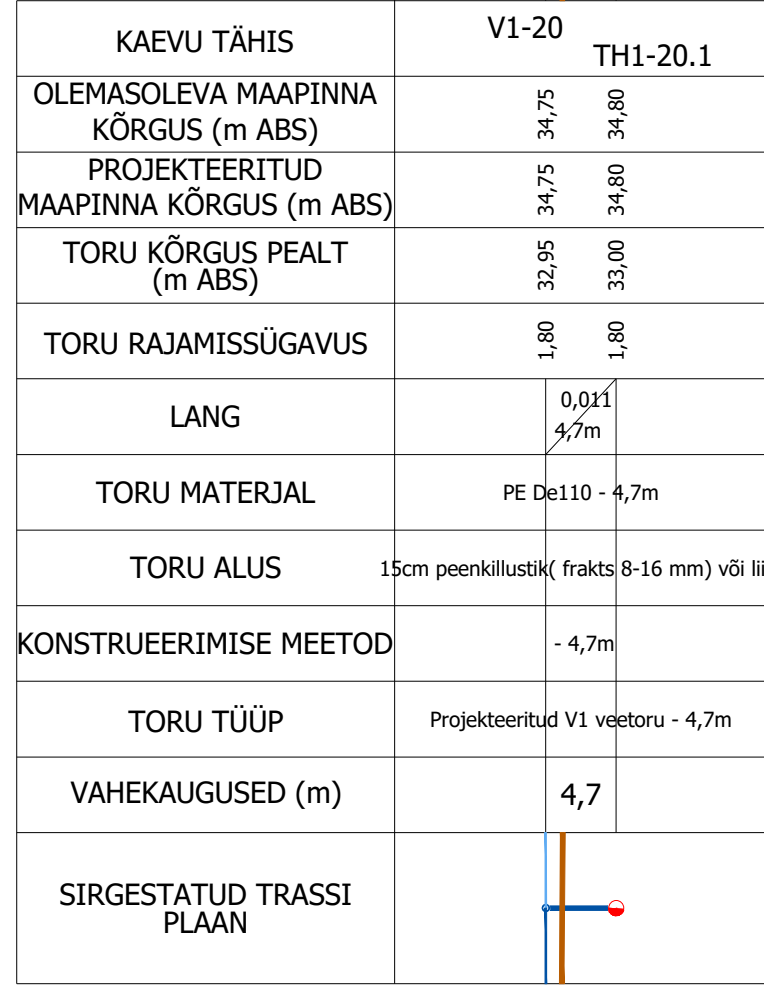 KAEVU TÄHIS
V1-20
TH1-20.1
OLEMASOLEVA MAAPINNA
KÕRGUS (m ABS)
34,75
34,80
PROJEKTEERITUD
MAAPINNA KÕRGUS (m ABS)
34,75
34,80
TORU KÕRGUS PEALT
(m ABS)
32,95
33,00
TORU RAJAMISSÜGAVUS
1,80
1,80
LANG
0,011
4,7m
TORU MATERJAL
PE De110 - 4,7m
TORU ALUS
15cm peenkillustik( frakts 8-16 mm) või lii
KONSTRUEERIMISE MEETOD
- 4,7m
TORU TÜÜP
Projekteeritud V1 veetoru - 4,7m
VAHEKAUGUSED (m)
4,7
SIRGESTATUD TRASSI
PLAAN